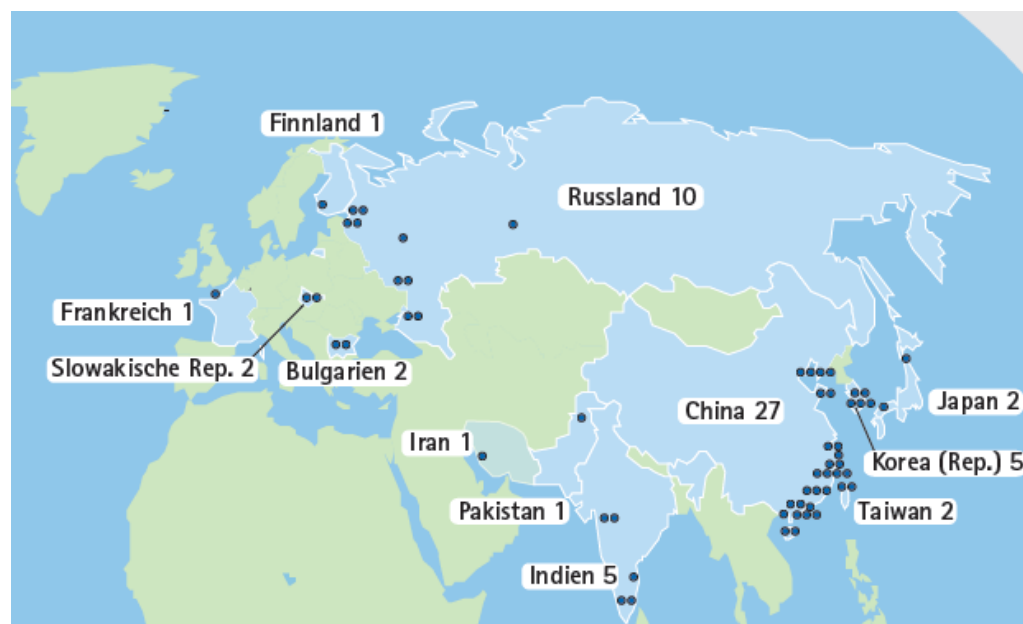 Finnland 1
Russland 10
Frankreich 1
Slowakische Rep. 2
Bulgarien 2
Japan 2
China 27
Iran 1
Korea (Rep.) 5
Pakistan 1
Taiwan 2
Indien 5